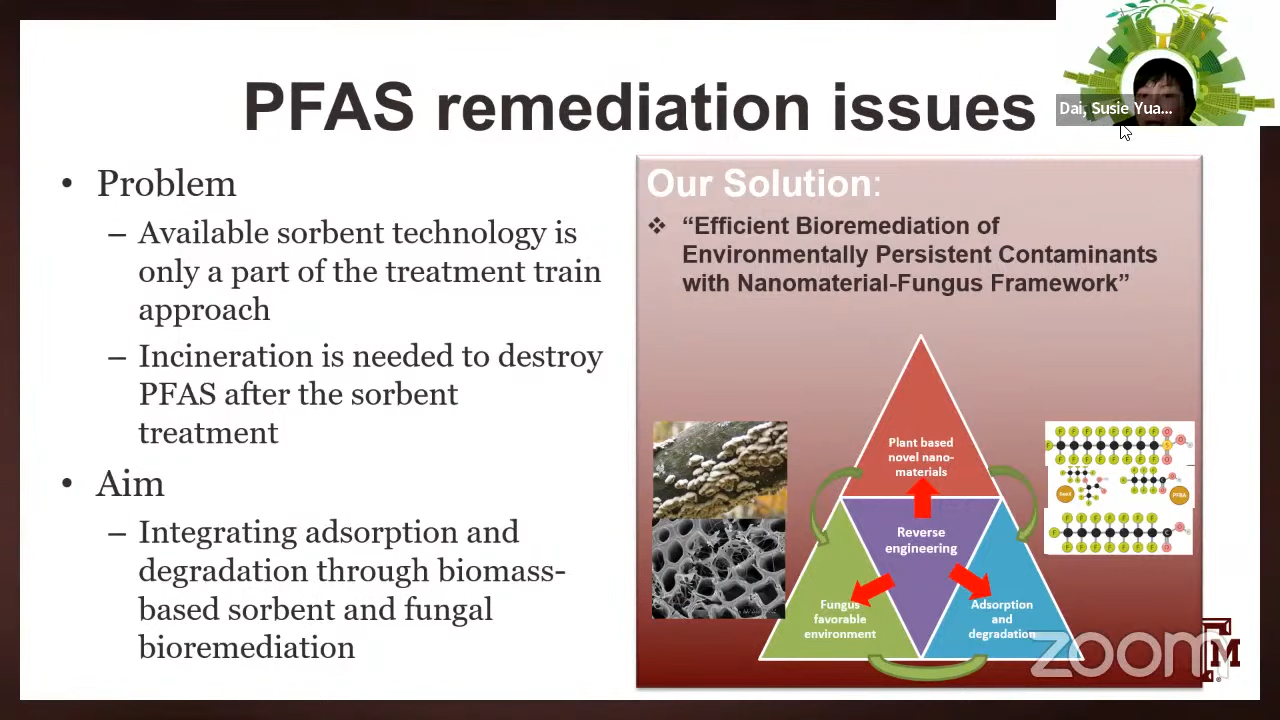 PFAS remediation issues
Dai, Susie Yua...
• Problem
– Available sorbent technology is
only a part of the treatment train
approach
– Incineration is needed to destroy
PFAS after the sorbent
treatment
• Aim
– Integrating adsorption and
degradation through biomass-
based sorbent and fungal
bioremediation
Our Solution:
❖ “Efficient Bioremediation of
Environmentally Persistent Contaminants
with Nanomaterial-Fungus Framework”
Plant based
novel nano-
materials
Reverse
engineering
Fungus
favorable
environment
Adsorption
and
degradation
zoom